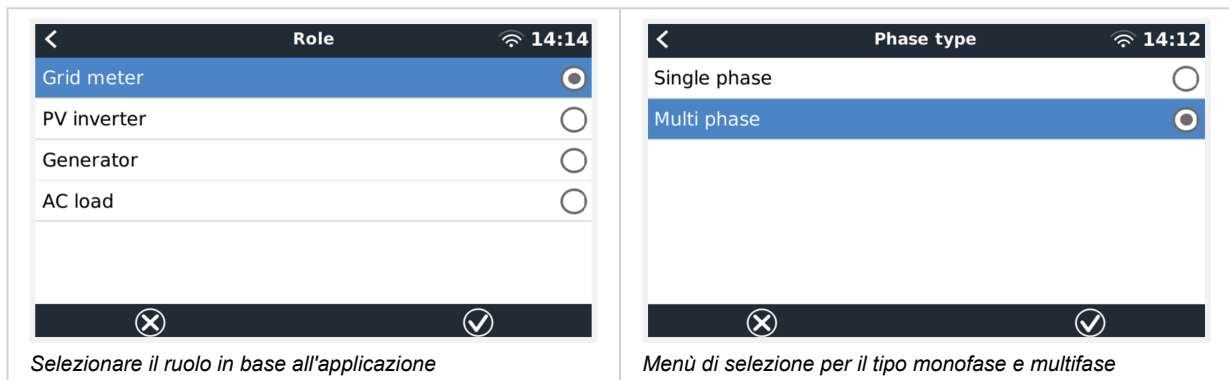 Role
14:14
Grid meter
PV inverter
Generator
AC load
Selezionare il ruolo in base all'applicazione
Phase type
14:12
Single phase
Multi phase
Menù di selezione per il tipo monofase e multifase